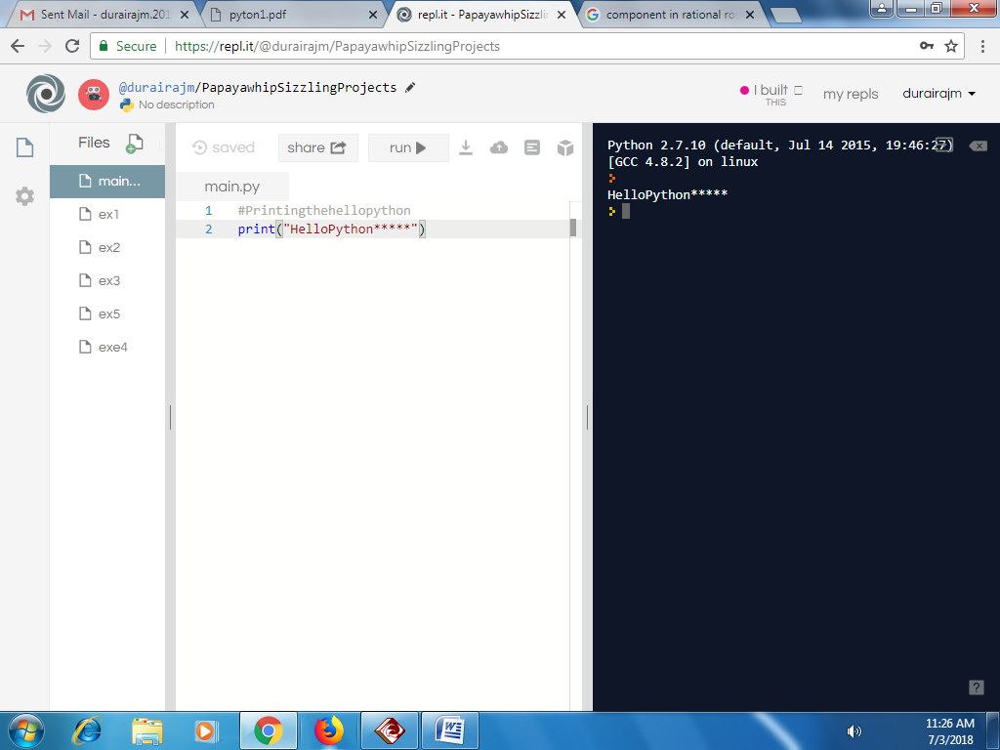 Sent Mail - durairajm.201
pyton1.pdf
repl.it - PapayawhipSizzli
component in rational ro
Secure
https://repl.it/@durairajm/PapayawhipSizzlingProjects
@durairajm/PapayawhipSizzlingProjects
No description
I built
THIS
my repls
durairajm
Files
saved
share
run
main...
main.py
ex1
ex2
ex3
ex5
exe4
1 #Printingthehellopython
2 print("HelloPython*****")
Python 2.7.10 (default, Jul 14 2015, 19:46:27)
[GCC 4.8.2] on linux
HelloPython*****
?
11:26 AM
7/3/2018